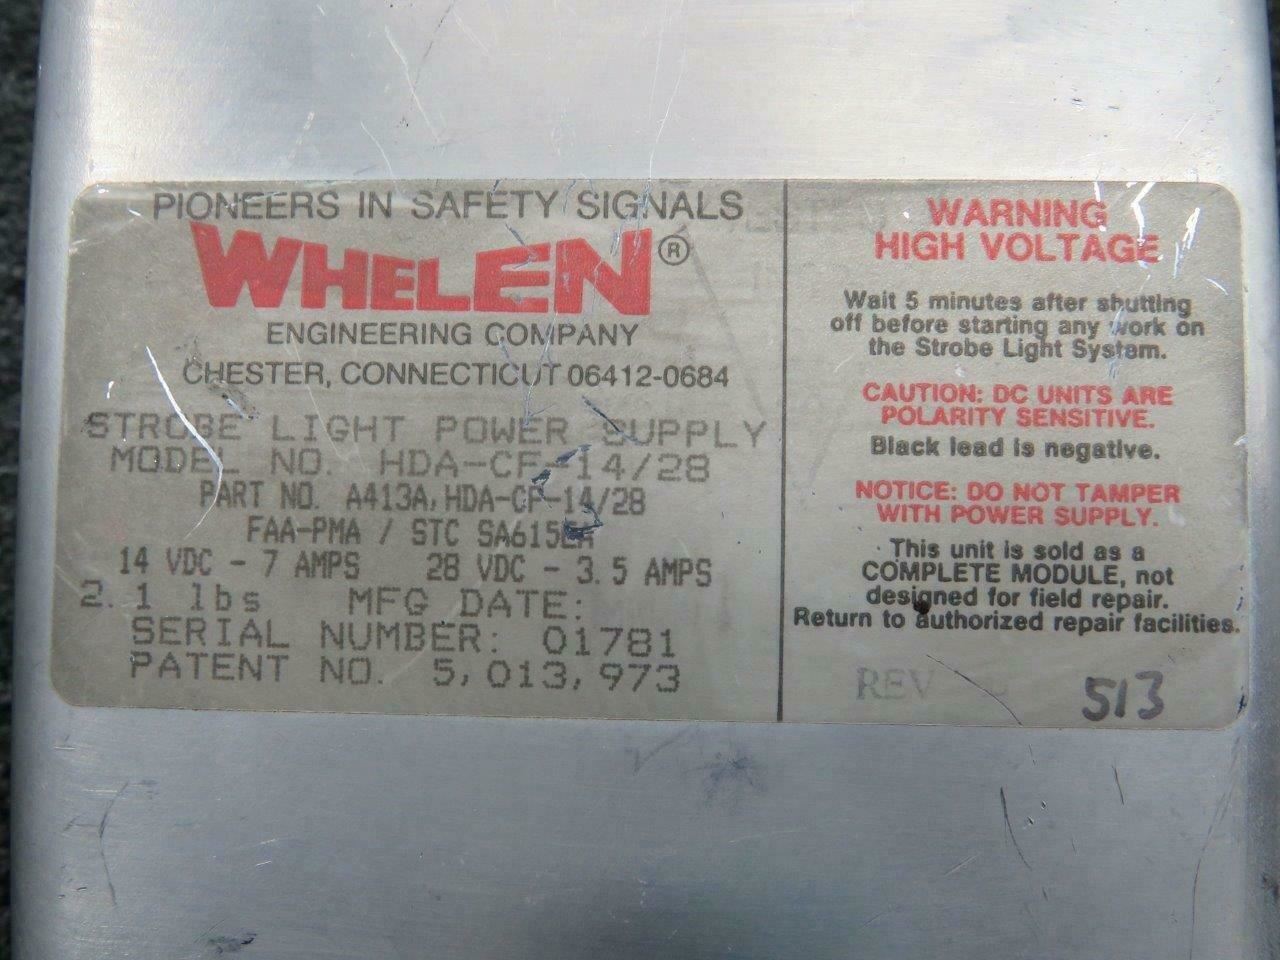 PIONEERS IN SAFETY SIGNALS
WHELEN®
ENGINEERING COMPANY
CHESTER, CONNECTICUT 06412-0684
STROBE LIGHT POWER SUPPLY
MODEL NO. HDA-CF-14/28
PART NO. A413A, HDA-CF-14/28
FAA-PMA / STC
14 VDC - 7 AMPS 28 VDC - 3.5 AMPS
2.1 lbs MFG DATE:
SERIAL NUMBER: 01781
PATENT NO. 5,013,973
WARNING
HIGH VOLTAGE
Wait 5 minutes after shutting
off before starting any work on
the Strobe Light System.
CAUTION: DC UNITS ARE
POLARITY SENSITIVE.
Black lead is negative.
NOTICE: DO NOT TAMPER
WITH POWER SUPPLY.
This unit is sold as a
COMPLETE MODULE, not
designed for field repair.
Return to authorized repair facilities.
REV
513